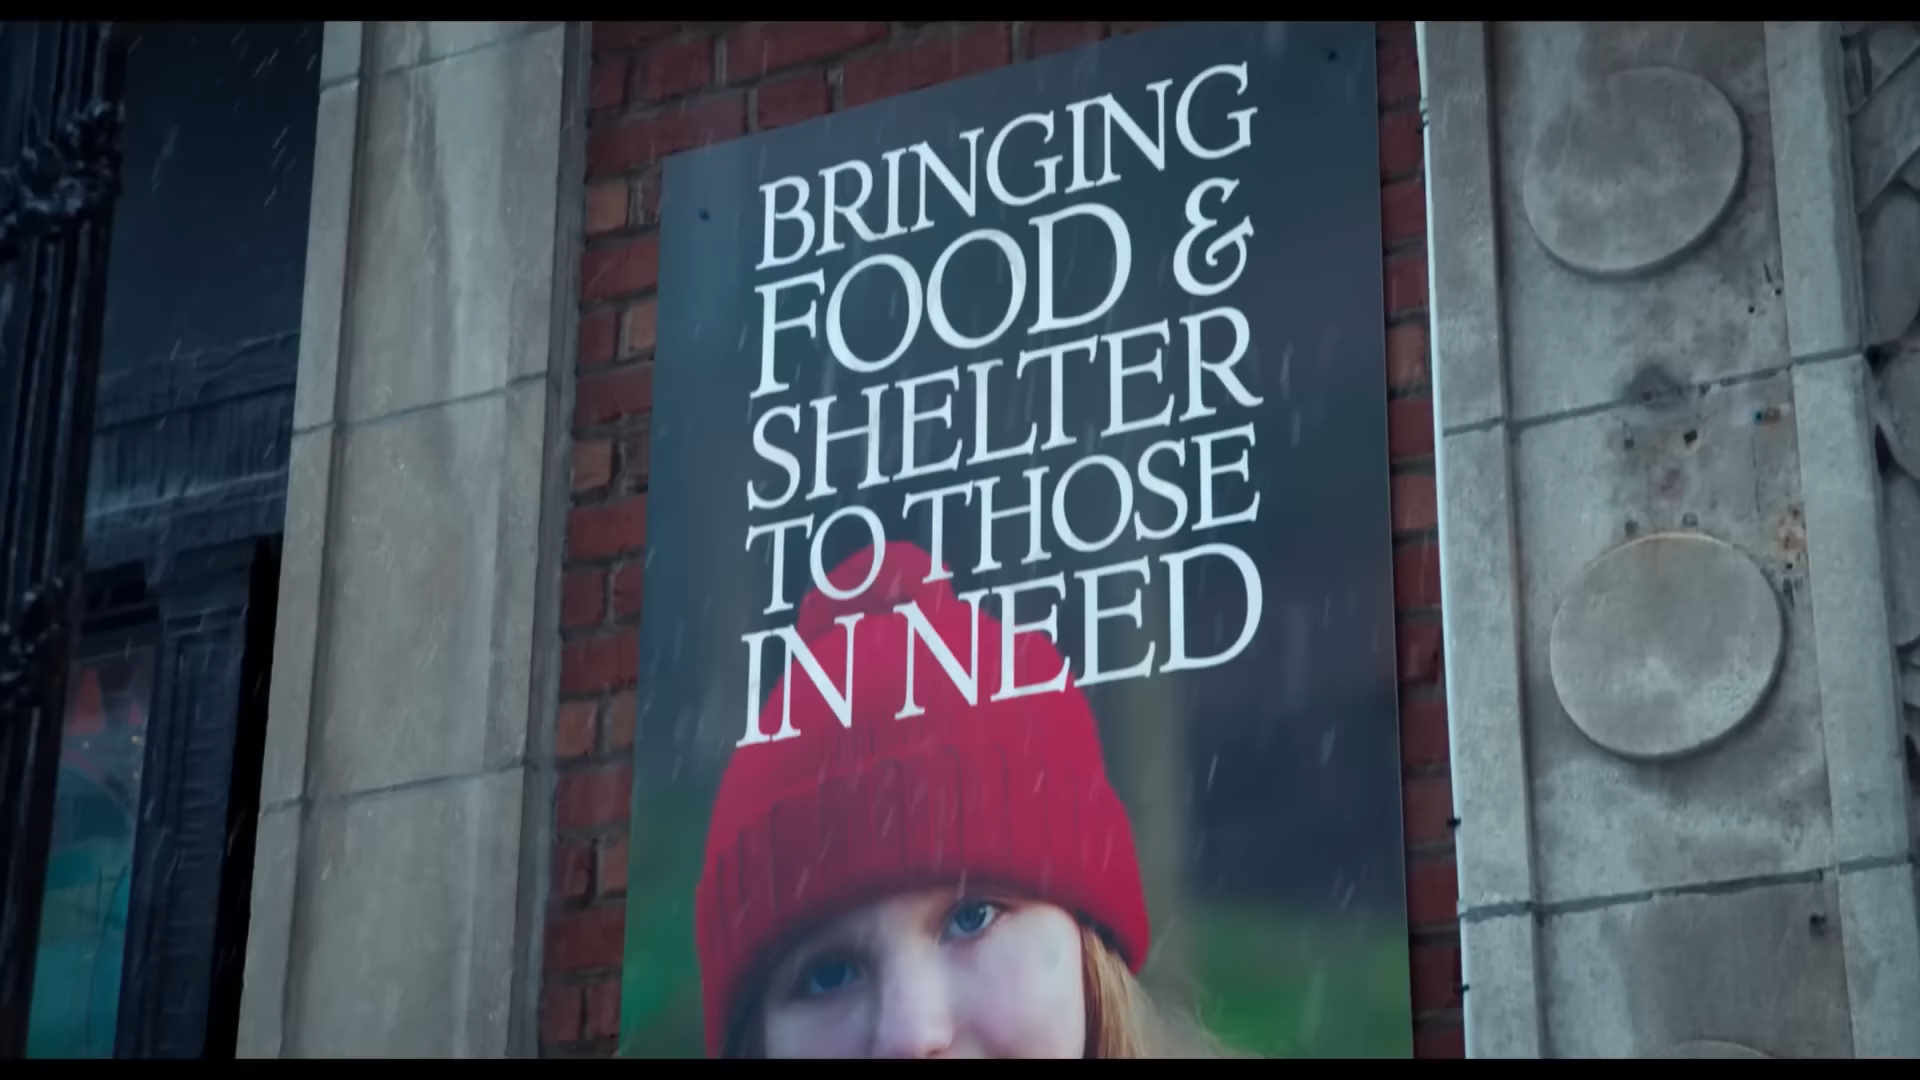 BRINGING
FOOD &
SHELTER
TO THOSE
IN NEED